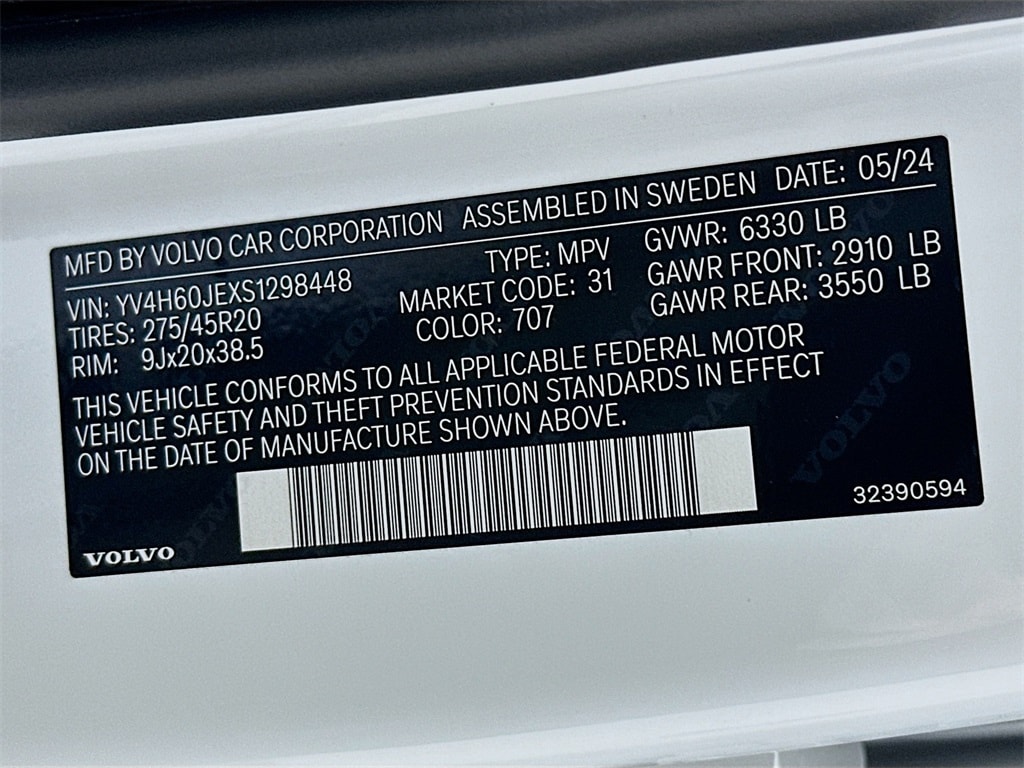 MFD BY VOLVO CAR CORPORATION ASSEMBLED IN SWEDEN DATE: 05/24
VIN: YV4H60JEXS1298448 TYPE: MPV GVWR: 6330 LB
TIRES: 275/45R20 MARKET CODE: 31 GAWR FRONT: 2910 LB
RIM: 9Jx20x38.5 COLOR: 707 GAWR REAR: 3550 LB
THIS VEHICLE CONFORMS TO ALL APPLICABLE FEDERAL MOTOR
VEHICLE SAFETY AND THEFT PREVENTION STANDARDS IN EFFECT
ON THE DATE OF MANUFACTURE SHOWN ABOVE.
VOLVO
32390594
VOLVO